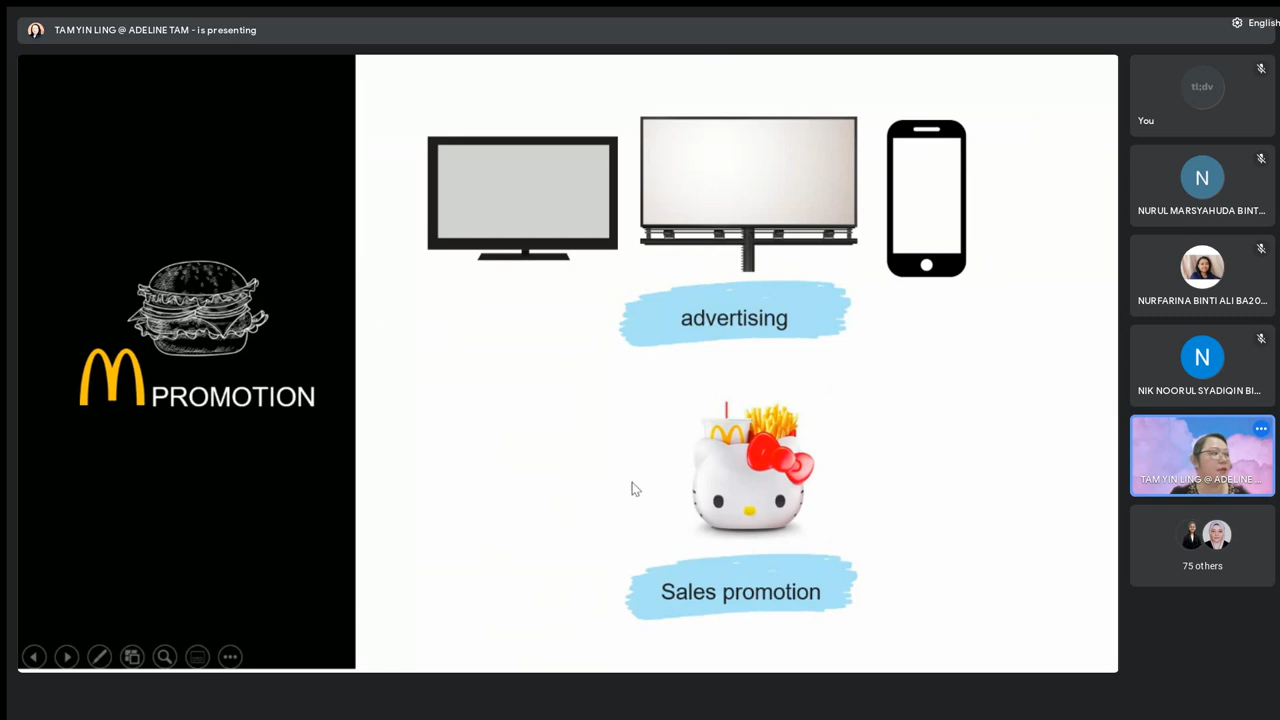 TAM YIN LING @ ADELINE TAM - is presenting
English
tl;dv
You
N
NURUL MARSYAHUDA BINT...
NURFARINA BINTI ALI BA20...
N
NIK NOORUL SYADIQIN BI...
TAM YIN LING @ ADELINE ...
75 others
PROMOTION
advertising
Sales promotion